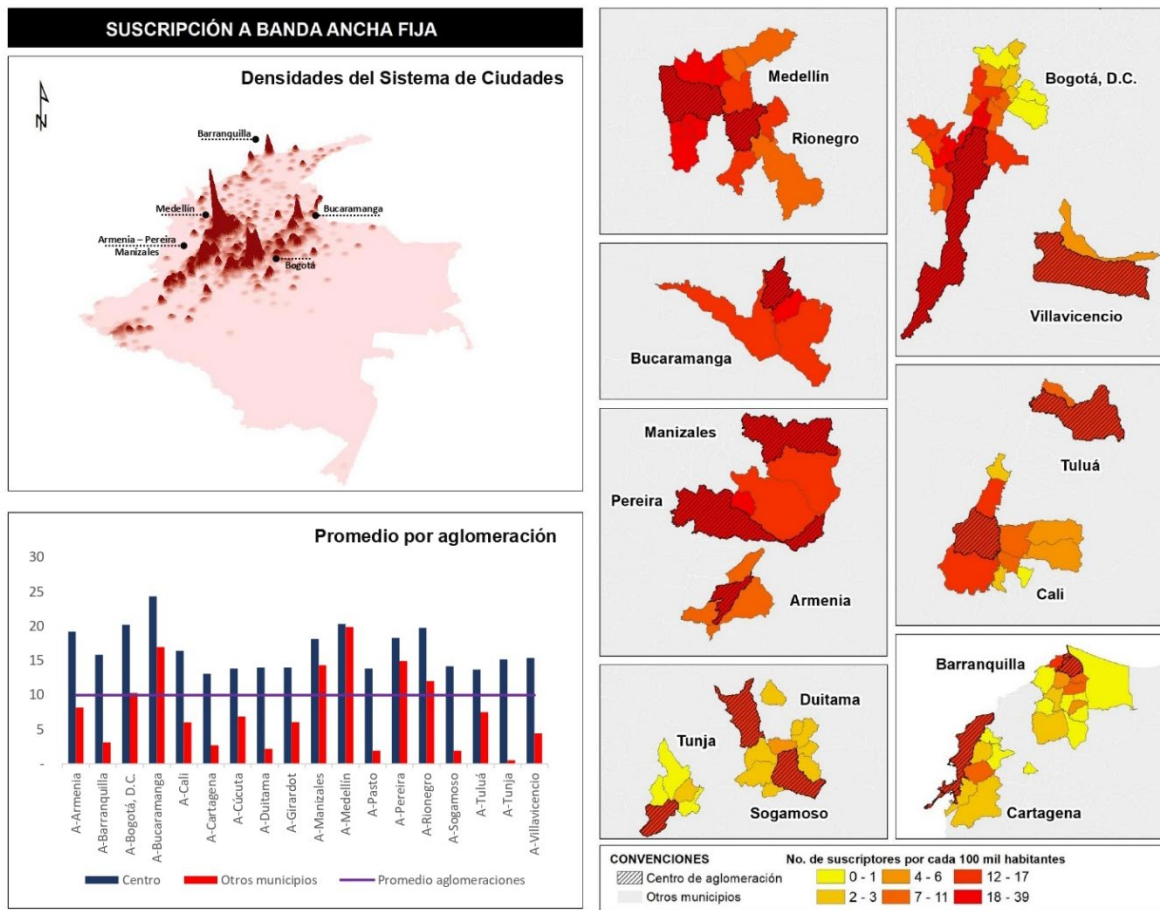 SUSCRIPCIÓN A BANDA ANCHA FIJA
Densidades del Sistema de Ciudades
N
Barranquilla
Medellín
Bucaramanga
Armenia – Pereira
Manizales
Bogotá
Promedio por aglomeración
30
25
20
15
10
5
-
A-Armenia
A-Barranquilla
A-Bogotá, D.C.
A-Bucaramanga
A-Cali
A-Cartagena
A-Cúcuta
A-Duitama
A-Girardot
A-Manizales
A-Medellín
A-Pasto
A-Pereira
A-Rionegro
A-Sogamoso
A-Tuluá
A-Tunja
A-Villavicencio
Centro
Otros municipios
Promedio aglomeraciones
Medellín
Rionegro
Bogotá, D.C.
Villavicencio
Bucaramanga
Manizales
Pereira
Armenia
Tuluá
Cali
Duitama
Tunja
Sogamoso
Barranquilla
Cartagena
CONVENCIONES
Centro de aglomeración
Otros municipios
No. de suscriptores por cada 100 mil habitantes
0 - 1
4 - 6
12 - 17
2 - 3
7 - 11
18 - 39